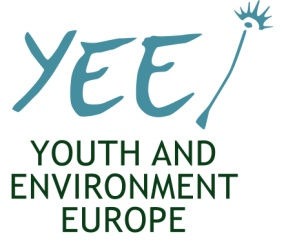 YEE
YOUTH AND
ENVIRONMENT
EUROPE